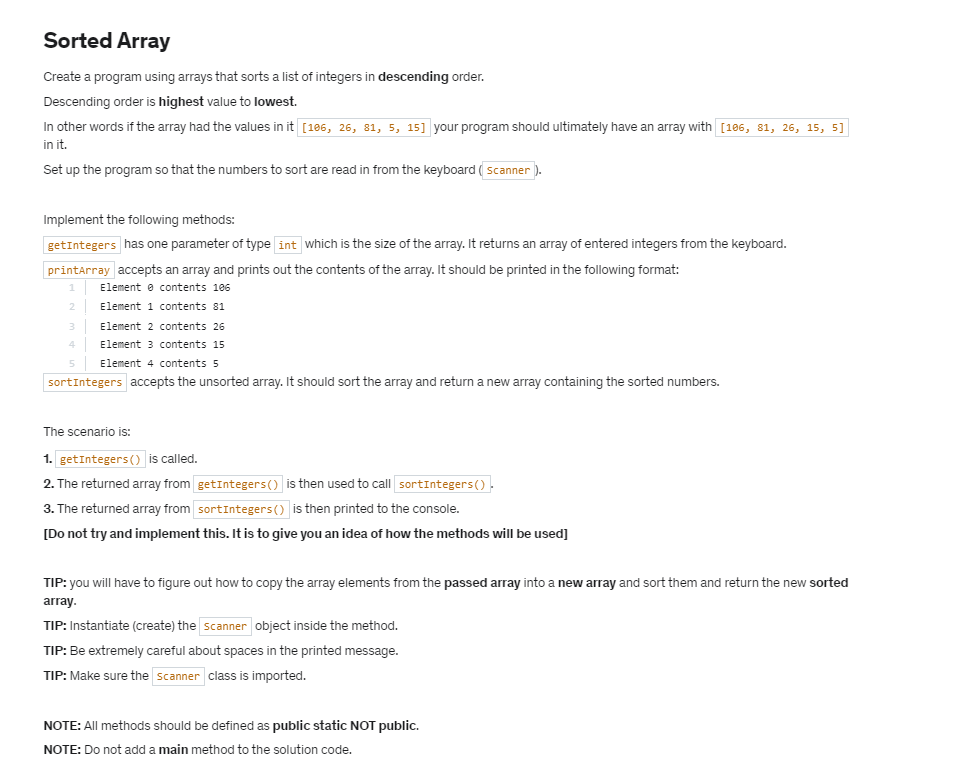 Sorted Array
Create a program using arrays that sorts a list of integers in descending order.
Descending order is highest value to lowest.
In other words if the array had the values in it [106, 26, 81, 5, 15] your program should ultimately have an array with [106, 81, 26, 15, 5]
in it.
Set up the program so that the numbers to sort are read in from the keyboard ( Scanner ).
Implement the following methods:
getIntegers has one parameter of type int which is the size of the array. It returns an array of entered integers from the keyboard.
printArray accepts an array and prints out the contents of the array. It should be printed in the following format:
1 Element 0 contents 106
2 Element 1 contents 81
3 Element 2 contents 26
4 Element 3 contents 15
5 Element 4 contents 5
sortIntegers accepts the unsorted array. It should sort the array and return a new array containing the sorted numbers.
The scenario is:
1. getIntegers() is called.
2. The returned array from getIntegers() is then used to call sortIntegers() .
3. The returned array from sortIntegers() is then printed to the console.
[Do not try and implement this. It is to give you an idea of how the methods will be used]
TIP: you will have to figure out how to copy the array elements from the passed array into a new array and sort them and return the new sorted
array.
TIP: Instantiate (create) the Scanner object inside the method.
TIP: Be extremely careful about spaces in the printed message.
TIP: Make sure the Scanner class is imported.
NOTE: All methods should be defined as public static NOT public.
NOTE: Do not add a main method to the solution code.